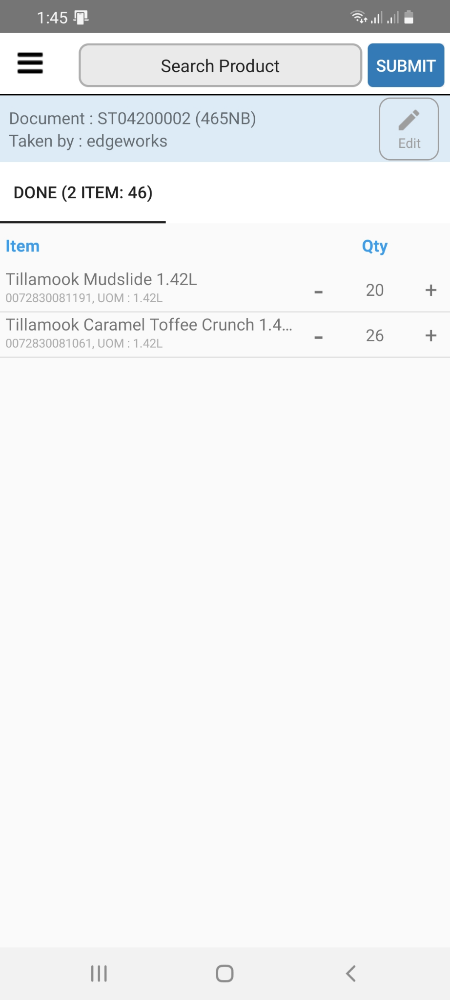 1:45
Search Product
SUBMIT
Document : ST04200002 (465NB)
Taken by : edgeworks
Edit
DONE (2 ITEM: 46)
Item Qty
Tillamook Mudslide 1.42L
0072830081191, UOM : 1.42L
- 20 +
Tillamook Caramel Toffee Crunch 1.4...
0072830081061, UOM : 1.42L
- 26 +